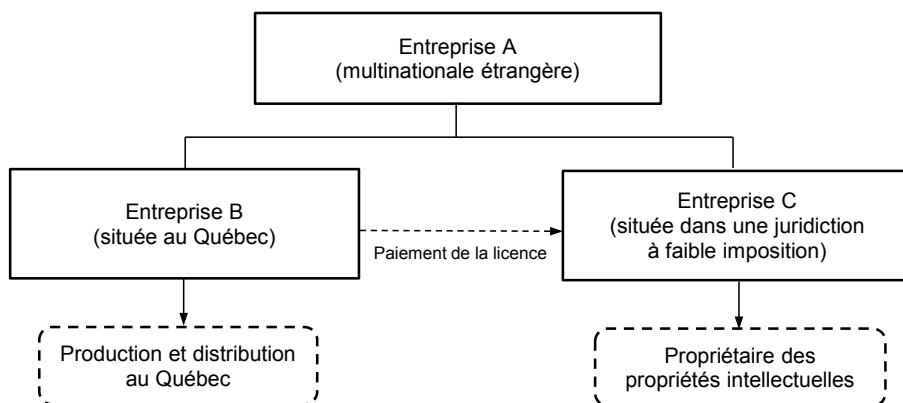 Entreprise A
(multinationale étrangère)
Entreprise B
(située au Québec)
Paiement de la licence
Entreprise C
(située dans une juridiction
à faible imposition)
Production et distribution
au Québec
Propriétaire des
propriétés intellectuelles